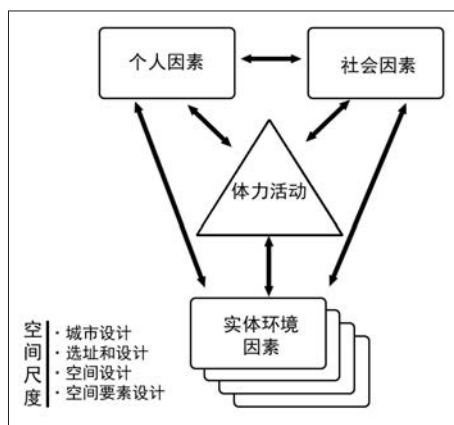 个人因素
社会因素
体力活动
实体环境
因素
空间尺度
·城市设计
·选址和设计
·空间设计
·空间要素设计